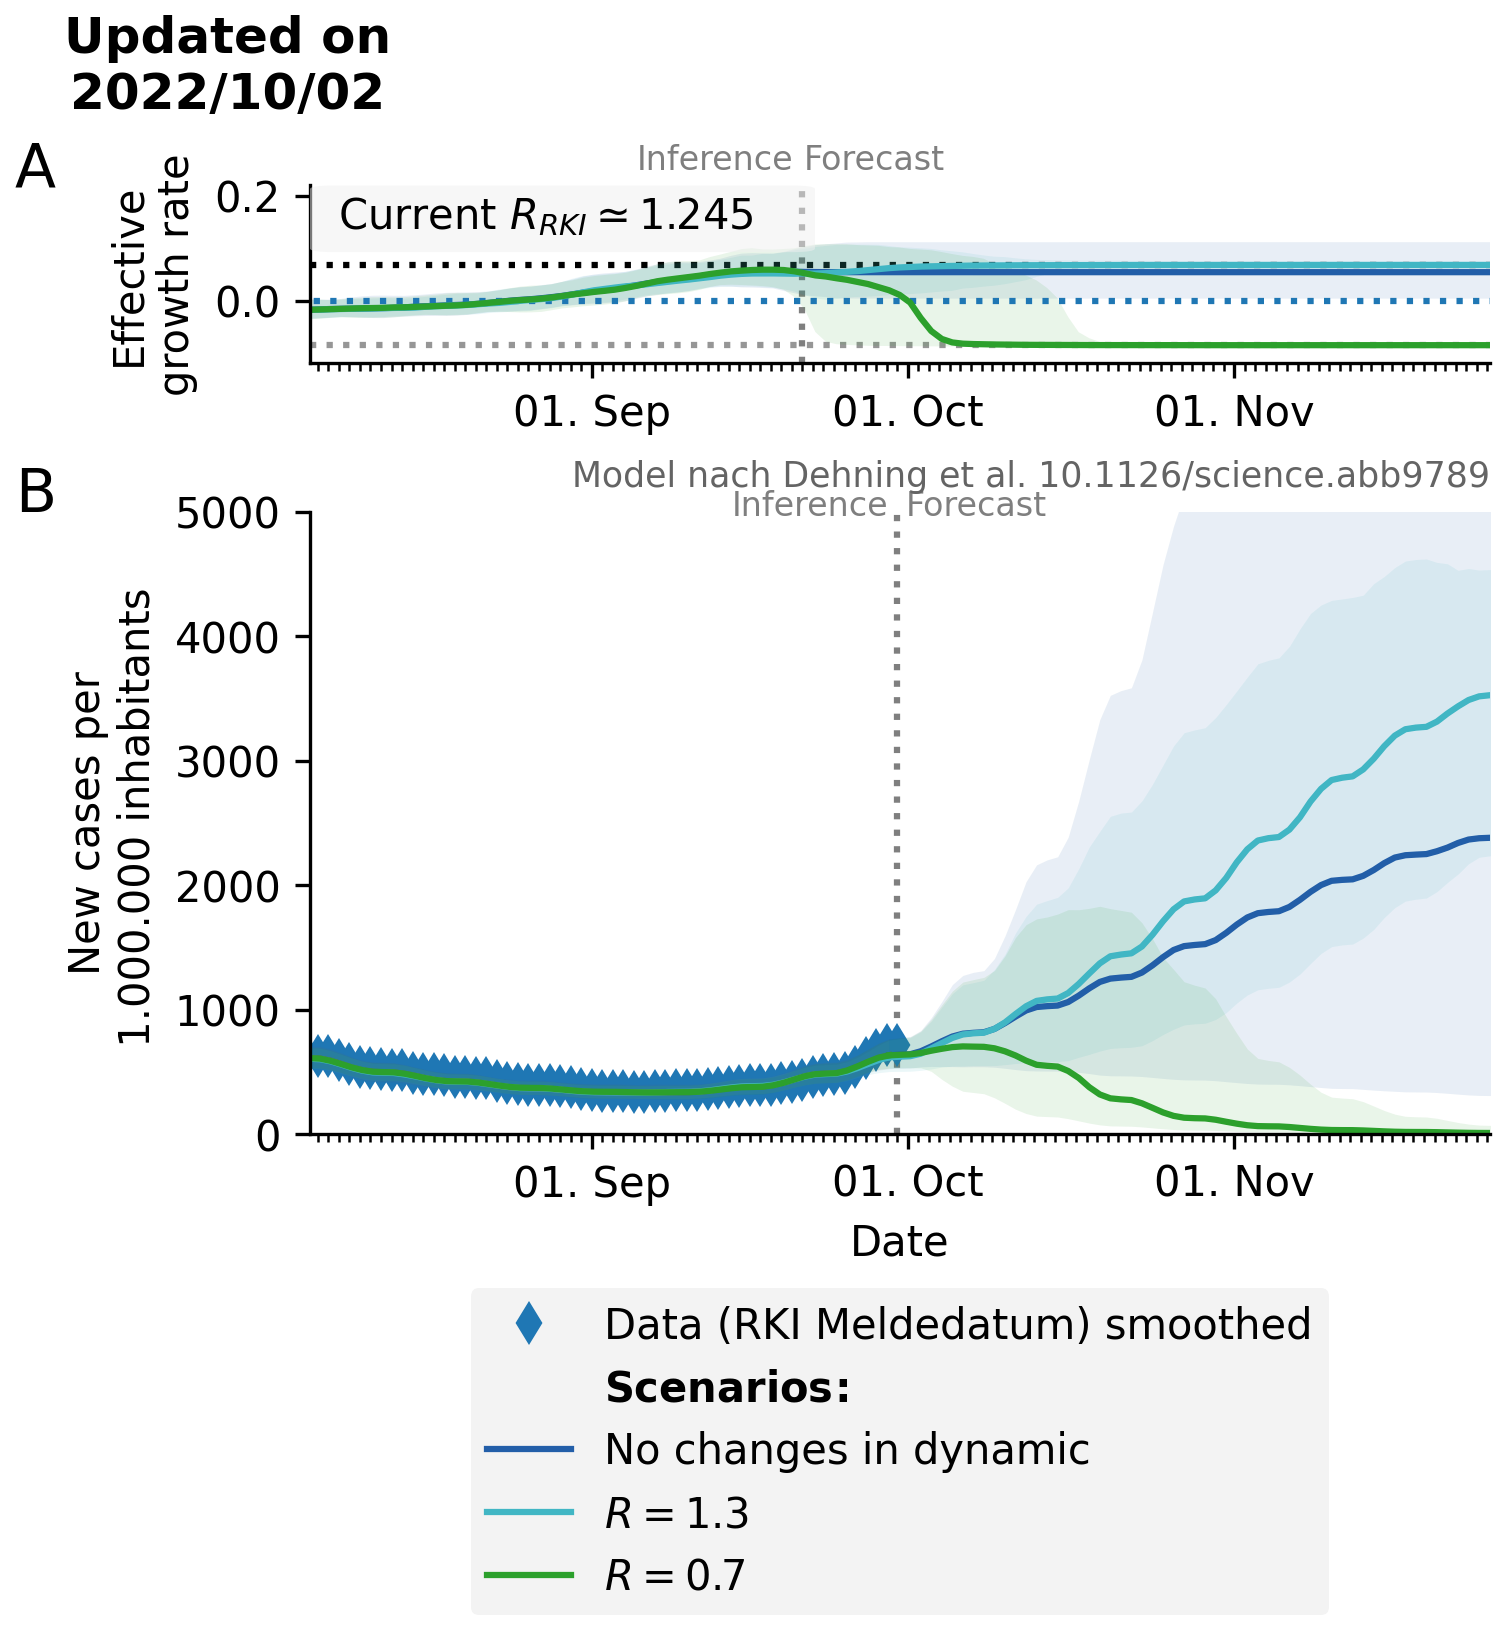 Updated on
2022/10/02
A
Inference Forecast
Effective
growth rate
0.2
0.0
Current R_RKI ≃ 1.245
01. Sep
01. Oct
01. Nov
B
Model nach Dehning et al. 10.1126/science.abb9789
Inference Forecast
New cases per
1.000.000 inhabitants
5000
4000
3000
2000
1000
0
01. Sep
01. Oct
01. Nov
Date
Data (RKI Meldedatum) smoothed
Scenarios:
No changes in dynamic
R = 1.3
R = 0.7